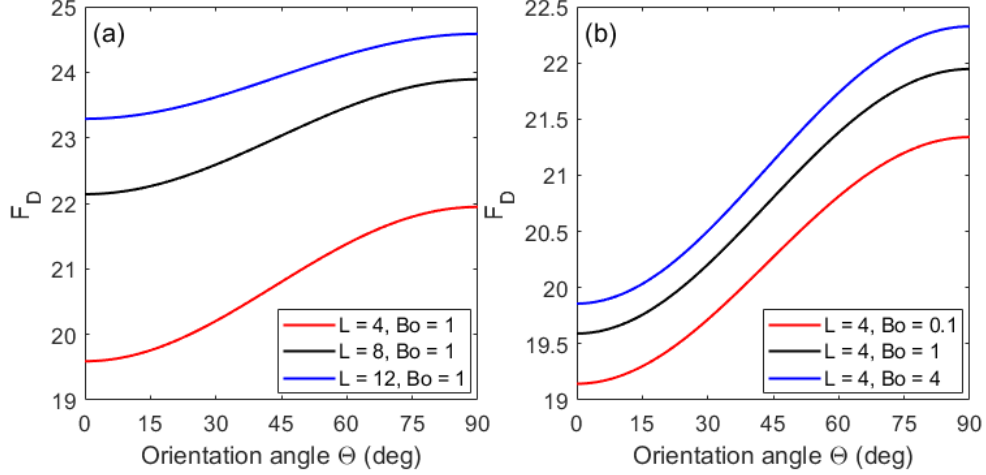 (a)
25
24
23
22
21
20
19
F_D
0 15 30 45 60 75 90
Orientation angle Θ (deg)
L = 4, Bo = 1
L = 8, Bo = 1
L = 12, Bo = 1
(b)
22.5
22
21.5
21
20.5
20
19.5
19
F_D
0 15 30 45 60 75 90
Orientation angle Θ (deg)
L = 4, Bo = 0.1
L = 4, Bo = 1
L = 4, Bo = 4